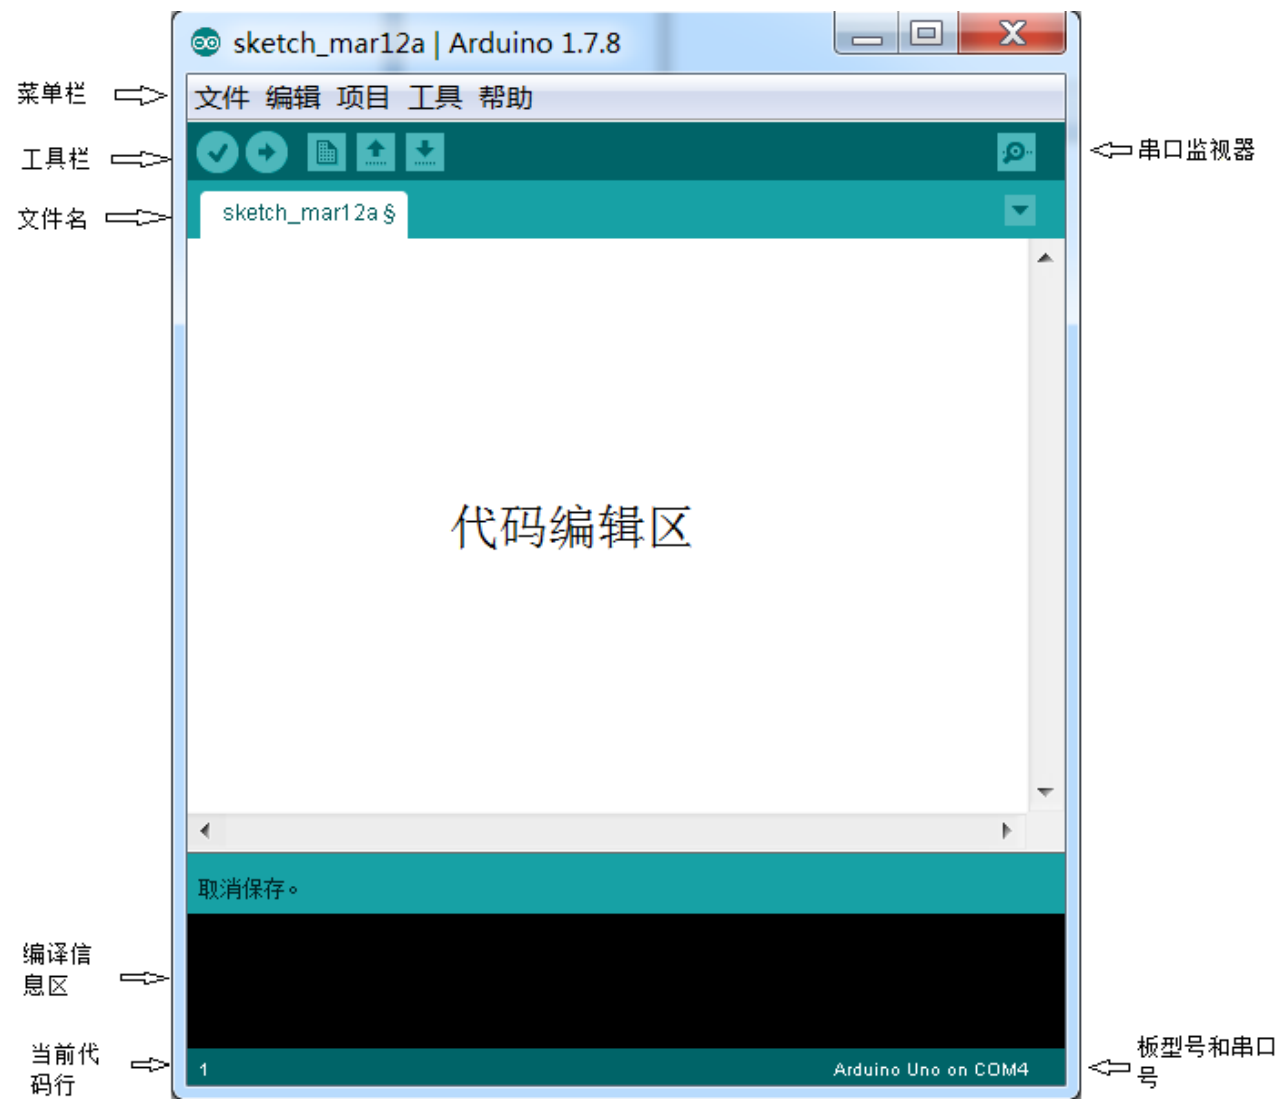 sketch_mar12a | Arduino 1.7.8
菜单栏
文件 编辑 项目 工具 帮助
工具栏
串口监视器
文件名
sketch_mar12a §
代码编辑区
取消保存。
编译信
息区
当前代
码行
1
Arduino Uno on COM4
板型号和串口
号